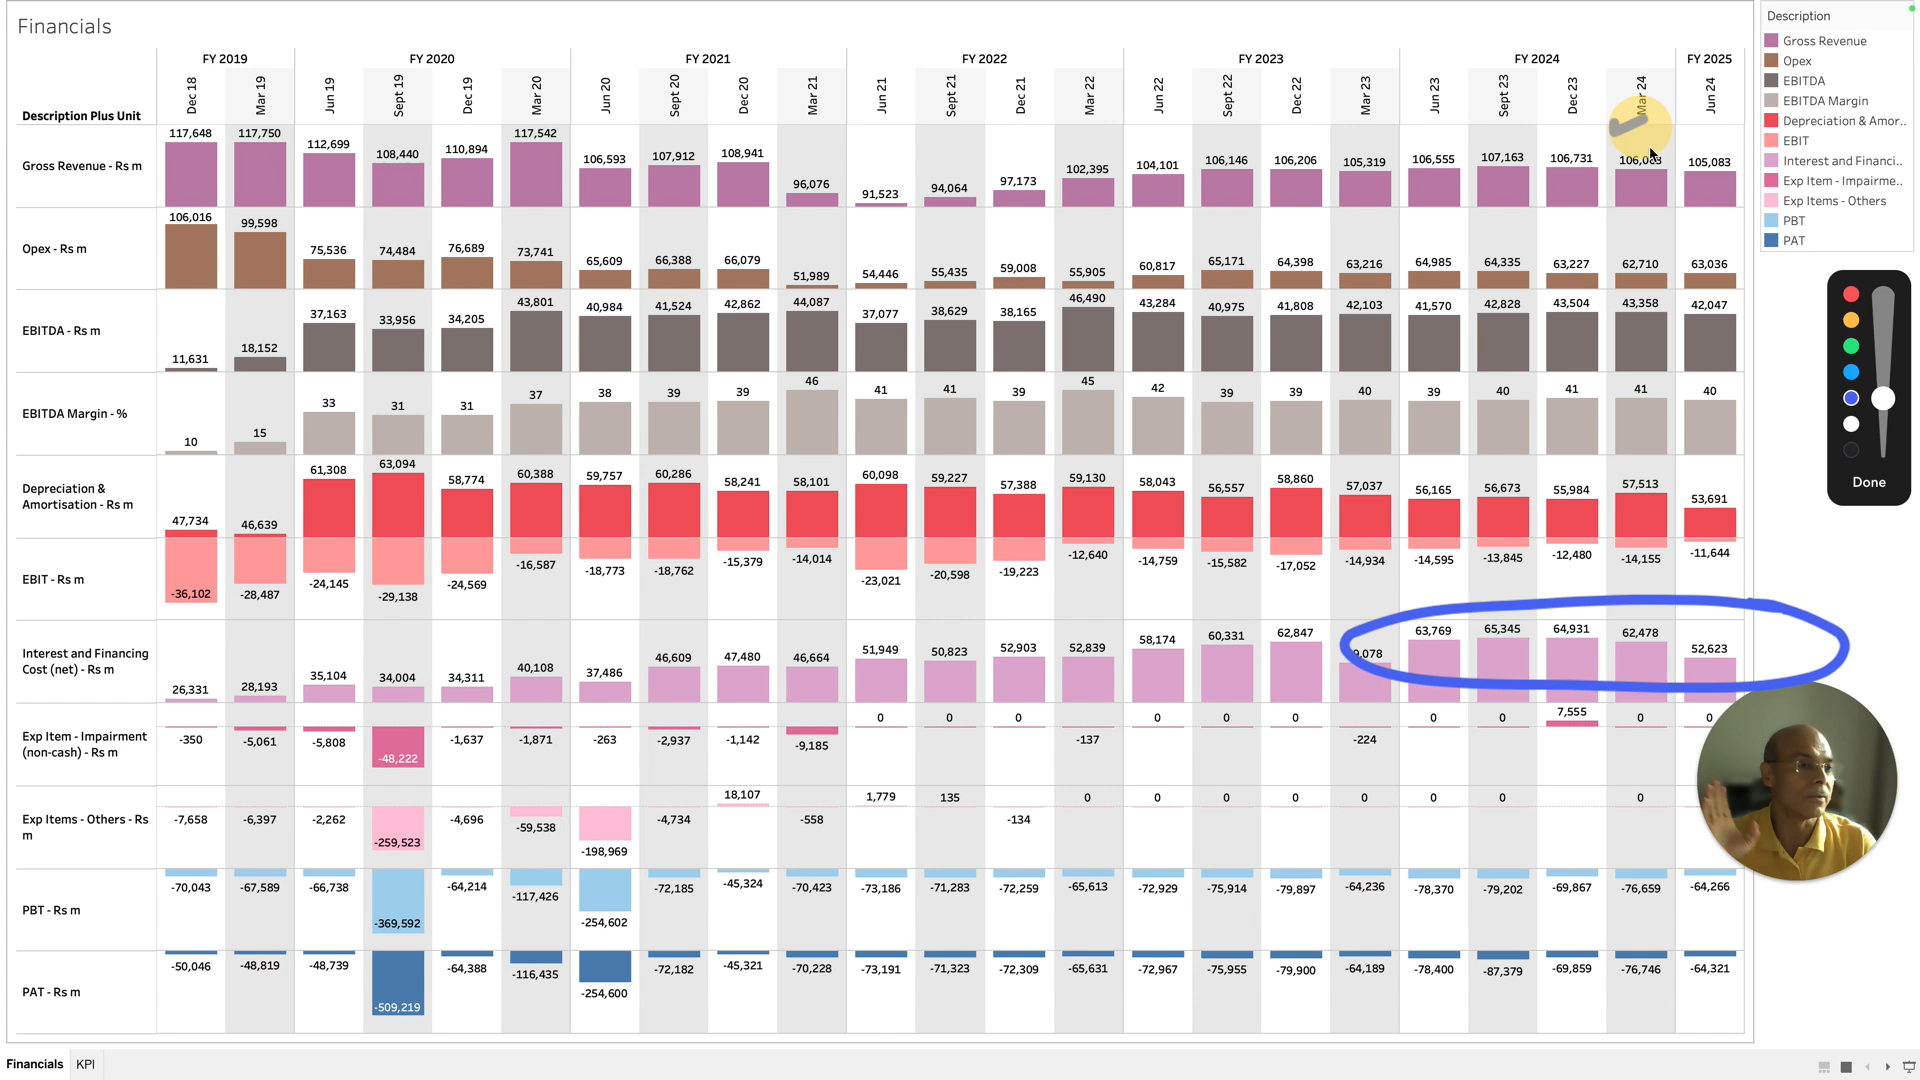 Financials
FY 2019 FY 2020 FY 2021 FY 2022 FY 2023 FY 2024 FY 2025
Description Plus Unit Dec 18 Mar 19 Jun 19 Sept 19 Dec 19 Mar 20 Jun 20 Sept 20 Dec 20 Mar 21 Jun 21 Sept 21 Dec 21 Mar 22 Jun 22 Sept 22 Dec 22 Mar 23 Jun 23 Sept 23 Dec 23 Mar 24 Jun 24
Gross Revenue - Rs m 117,648 117,750 112,699 108,440 110,894 117,542 106,593 107,912 108,941 96,076 91,523 94,064 97,173 102,395 104,101 106,146 106,206 105,319 106,555 107,163 106,731 105,083
Opex - Rs m 106,016 99,598 75,536 74,484 76,689 73,741 65,609 66,388 66,079 51,989 54,446 55,435 59,008 55,905 60,817 65,171 64,398 63,216 64,985 64,335 63,227 62,710 63,036
EBITDA - Rs m 11,631 18,152 37,163 33,956 34,205 43,801 40,984 41,524 42,862 44,087 37,077 38,629 38,165 46,490 43,284 40,975 41,808 42,103 41,570 42,828 43,504 43,358 42,047
EBITDA Margin - % 10 15 33 31 31 37 38 39 39 46 41 41 39 45 42 39 39 40 39 40 41 41 40
Depreciation &
Amortisation - Rs m 47,734 46,639 61,308 63,094 58,774 60,388 59,757 60,286 58,241 58,101 60,098 59,227 57,388 59,130 58,043 56,557 58,860 57,037 56,165 56,673 55,984 57,513 53,691
EBIT - Rs m -36,102 -28,487 -24,145 -29,138 -24,569 -16,587 -18,773 -18,762 -15,379 -14,014 -23,021 -20,598 -19,223 -12,640 -14,759 -15,582 -17,052 -14,934 -14,595 -13,845 -12,480 -14,155 -11,644
Interest and Financing
Cost (net) - Rs m 26,331 28,193 35,104 34,004 34,311 40,108 37,486 46,609 47,480 46,664 51,949 50,823 52,903 52,839 58,174 60,331 62,847 63,769 65,345 64,931 62,478 52,623
Exp Item - Impairment
(non-cash) - Rs m -350 -5,061 -5,808 -48,222 -1,637 -1,871 -263 -2,937 -1,142 -9,185 0 0 0 -137 0 0 0 -224 0 0 7,555 0 0
Exp Items - Others - Rs
m -7,658 -6,397 -2,262 -259,523 -4,696 -59,538 -198,969 -4,734 18,107 -558 1,779 135 -134 0 0 0 0 0 0 0 0
PBT - Rs m -70,043 -67,589 -66,738 -369,592 -64,214 -117,426 -254,602 -72,185 -45,324 -70,423 -73,186 -71,283 -72,259 -65,613 -72,929 -75,914 -79,897 -64,236 -78,370 -79,202 -69,867 -76,659 -64,266
PAT - Rs m -50,046 -48,819 -48,739 -509,219 -64,388 -116,435 -254,600 -72,182 -45,321 -70,228 -73,191 -71,323 -72,309 -65,631 -72,967 -75,955 -79,900 -64,189 -78,400 -87,379 -69,859 -76,746 -64,321
Description
Gross Revenue
Opex
EBITDA
EBITDA Margin
Depreciation & Amor..
EBIT
Interest and Financi..
Exp Item - Impairme..
Exp Items - Others
PBT
PAT
Done
Financials KPI